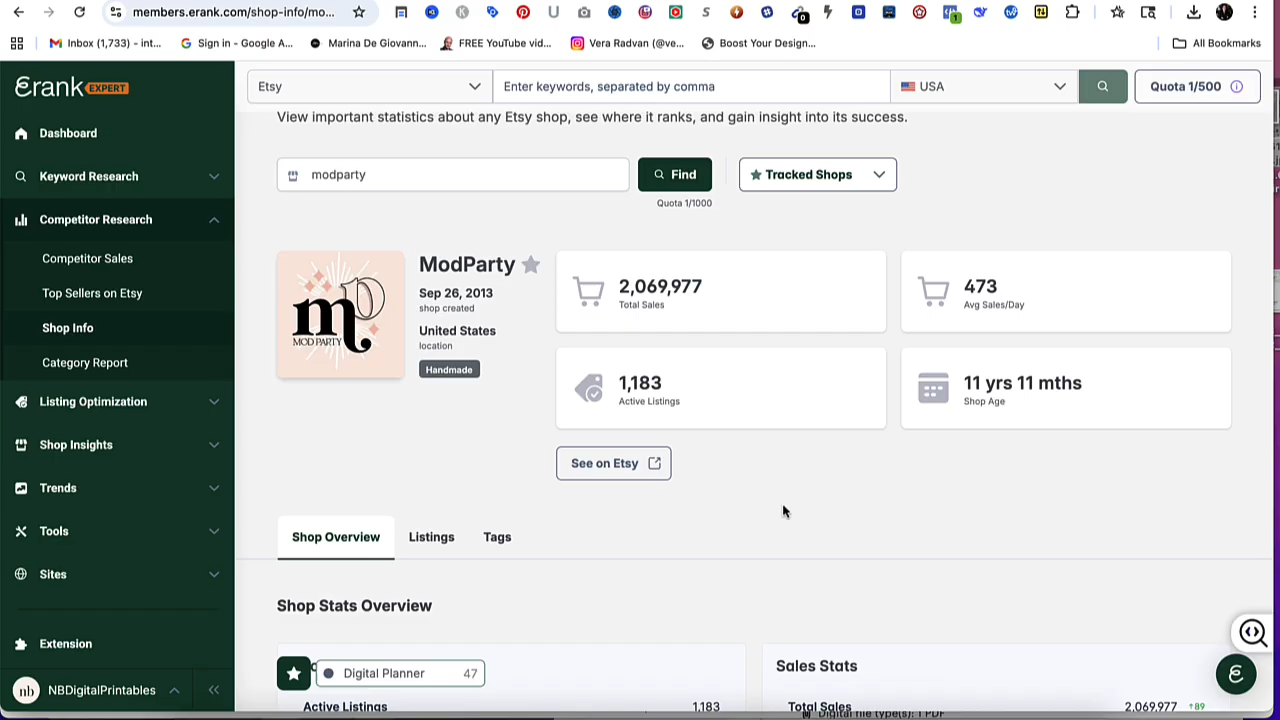 members.erank.com/shop-info/mo...
Inbox (1,733) - int...
Sign in - Google A...
Marina De Giovann...
FREE YouTube vid...
Vera Radvan (@ve...
Boost Your Design...
All Bookmarks
erank EXPERT
Etsy
Enter keywords, separated by comma
USA
Quota 1/500
Dashboard
Keyword Research
Competitor Research
Competitor Sales
Top Sellers on Etsy
Shop Info
Category Report
Listing Optimization
Shop Insights
Trends
Tools
Sites
Extension
nb NBDigitalPrintables
View important statistics about any Etsy shop, see where it ranks, and gain insight into its success.
modparty
Find
Tracked Shops
Quota 1/1000
mp
MOD PARTY
ModParty
Sep 26, 2013
shop created
United States
location
Handmade
2,069,977
Total Sales
473
Avg Sales/Day
1,183
Active Listings
11 yrs 11 mths
Shop Age
See on Etsy
Shop Overview
Listings
Tags
Shop Stats Overview
Digital Planner 47
Active Listings 1,183
Sales Stats
Total Sales 2,069,977 ↑89
Digital file type(s): 1 PDF